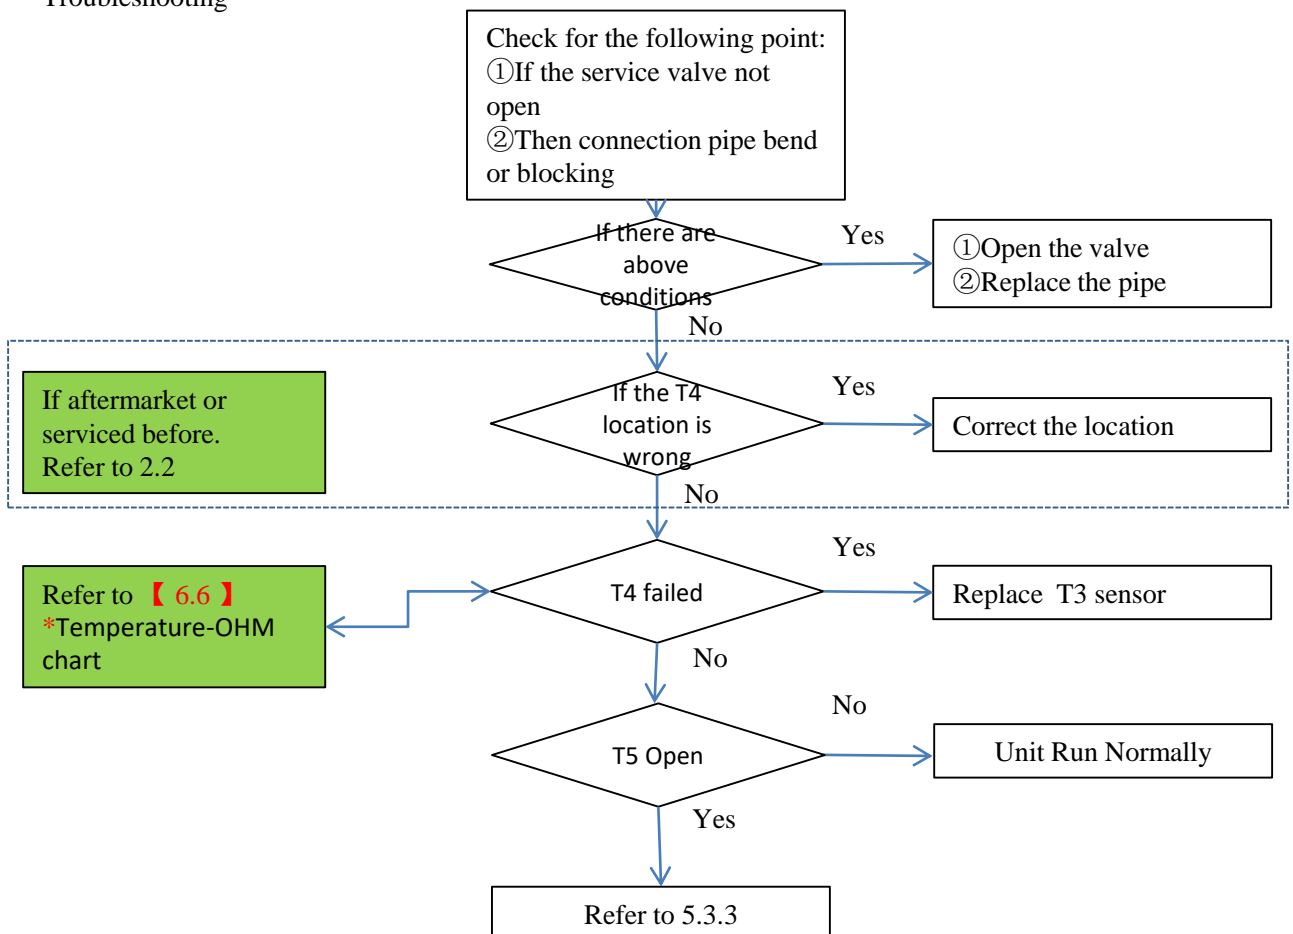 Troubleshooting
Check for the following point:
①If the service valve not
open
②Then connection pipe bend
or blocking
If there are
above
conditions
Yes
①Open the valve
②Replace the pipe
No
If aftermarket or
serviced before.
Refer to 2.2
If the T4
location is
wrong
Yes
Correct the location
No
Refer to 【 6.6 】
*Temperature-OHM
chart
T4 failed
Yes
Replace T3 sensor
No
T5 Open
No
Unit Run Normally
Yes
Refer to 5.3.3